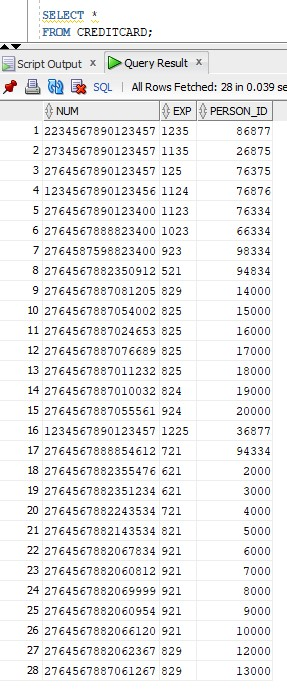 SELECT *
FROM CREDITCARD;
Script Output x Query Result x
SQL | All Rows Fetched: 28 in 0.039 se
NUM EXP PERSON_ID
1 2234567890123457 1235 86877
2 2734567890123457 1135 26875
3 2764567890123457 125 76375
4 1234567890123456 1124 76876
5 2764567890123400 1123 76334
6 2764567888823400 1023 66334
7 2764587598823400 923 98334
8 2764567882350912 521 94834
9 2764567887081205 829 14000
10 2764567887054002 825 15000
11 2764567887024653 825 16000
12 2764567887076689 825 17000
13 2764567887011232 825 18000
14 2764567887010032 824 19000
15 2764567887055561 924 20000
16 1234567890123457 1225 36877
17 2764567888854612 721 94334
18 2764567882355476 621 2000
19 2764567882351234 621 3000
20 2764567882243534 721 4000
21 2764567882143534 821 5000
22 2764567882067834 921 6000
23 2764567882060812 921 7000
24 2764567882069999 921 8000
25 2764567882060954 921 9000
26 2764567882066120 921 10000
27 2764567882062367 829 12000
28 2764567887061267 829 13000